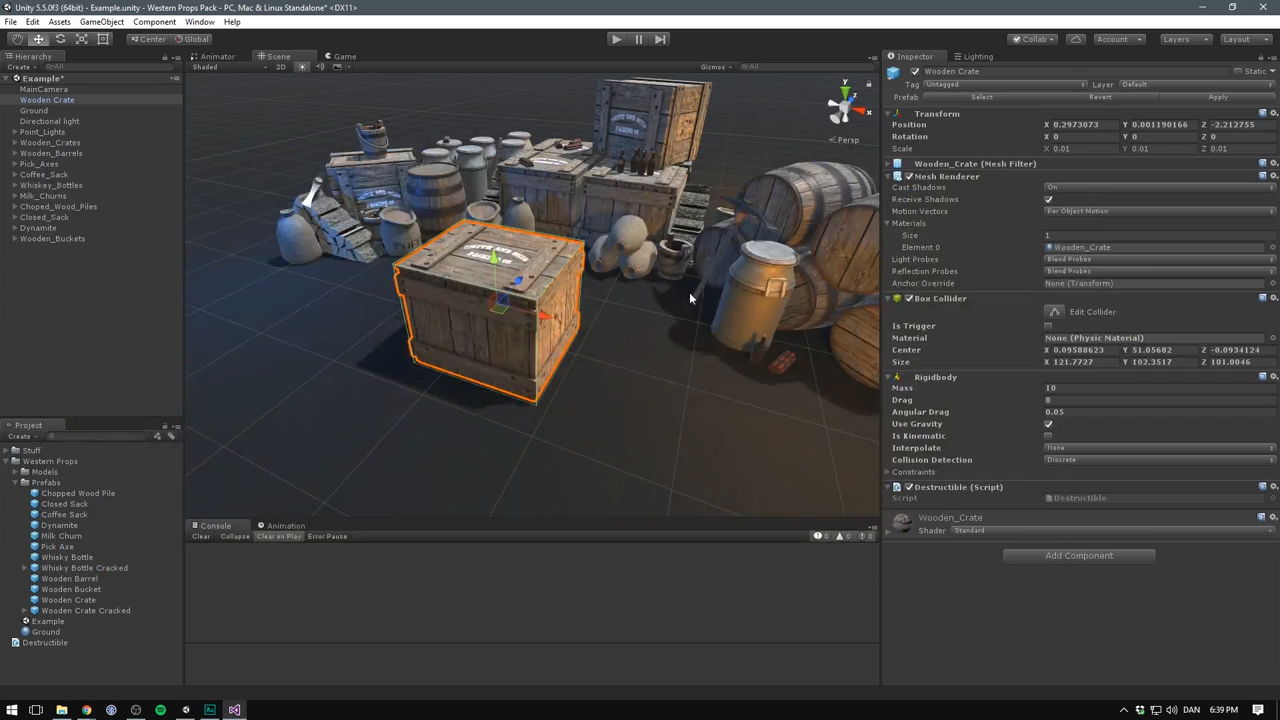 Unity 5.5.0f3 (64bit) - Example.unity - Western Props Pack - PC, Mac & Linux Standalone* <DX11>
File Edit Assets GameObject Component Window Help
Center Global Collab Account Layers Layout
Hierarchy Animator Scene Game Inspector Lighting
Create All Shaded 2D Gizmos All Wooden Crate Static
Example*
Tag Untagged Layer Default
MainCamera
Prefab Select Revert Apply
Wooden Crate
Ground
Directional light
Point_Lights
Wooden_Crates
Wooden_Barrels
Pick_Axes
Coffee_Sack
Whiskey_Bottles
Milk_Churns
Choped_Wood_Piles
Closed_Sack
Dynamite
Wooden_Buckets
y
z
x
Persp
Transform
Position X 0.2973073 Y 0.001190166 Z -2.212755
Rotation X 0 Y 0 Z 0
Scale X 0.01 Y 0.01 Z 0.01
Wooden_Crate (Mesh Filter)
Mesh Renderer
Cast Shadows On
Receive Shadows
Motion Vectors Per Object Motion
Materials
Size 1
Element 0 Wooden_Crate
Light Probes Blend Probes
Reflection Probes Blend Probes
Anchor Override None (Transform)
Box Collider
Edit Collider
Is Trigger
Material None (Physic Material)
Center X 0.09588623 Y 51.05682 Z -0.0934124
Size X 121.7727 Y 102.3517 Z 101.0046
Rigidbody
Mass 10
Drag 0
Angular Drag 0.05
Use Gravity
Is Kinematic
Interpolate None
Collision Detection Discrete
Constraints
Destructible (Script)
Script Destructible
Wooden_Crate
Shader Standard
Add Component
Project
Create
Stuff
Western Props
Models
Prefabs
Chopped Wood Pile
Closed Sack
Coffee Sack
Dynamite
Milk Churn
Pick Axe
Whisky Bottle
Whisky Bottle Cracked
Wooden Barrel
Wooden Bucket
Wooden Crate
Wooden Crate Cracked
Example
Ground
Destructible
Console Animation
Clear Collapse Clear on Play Error Pause 0 0 0
DAN 6:39 PM